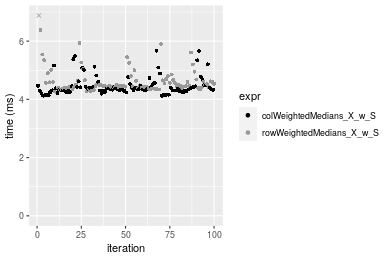 6
4
2
0
time (ms)
0 25 50 75 100
iteration
expr
colWeightedMedians_X_w_S
rowWeightedMedians_X_w_S